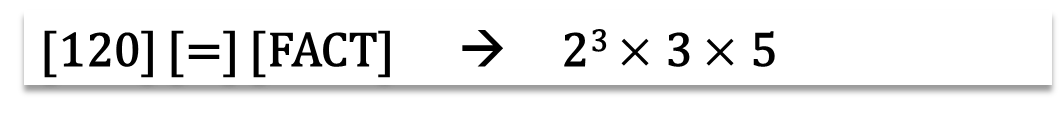 [120] [=] [FACT] → 2³ × 3 × 5